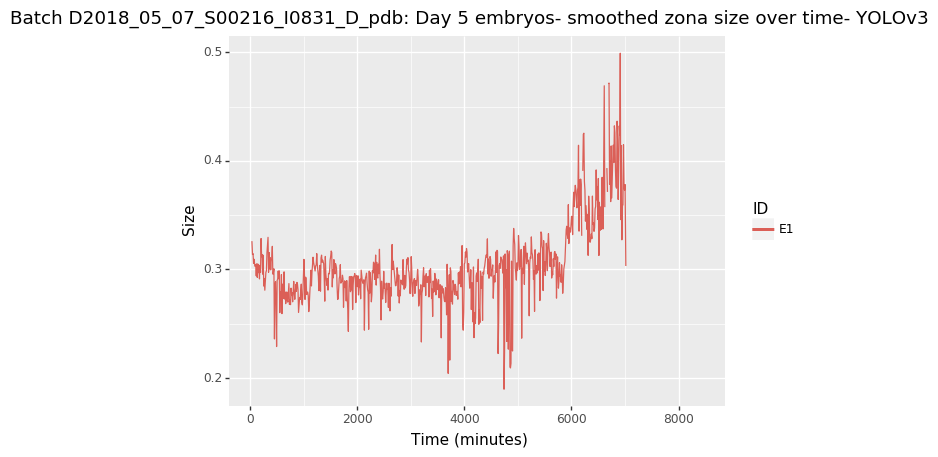 Batch D2018_05_07_S00216_I0831_D_pdb: Day 5 embryos- smoothed zona size over time- YOLOv3
0.5
0.4
0.3
0.2
Size
0
2000
4000
6000
8000
Time (minutes)
ID
E1